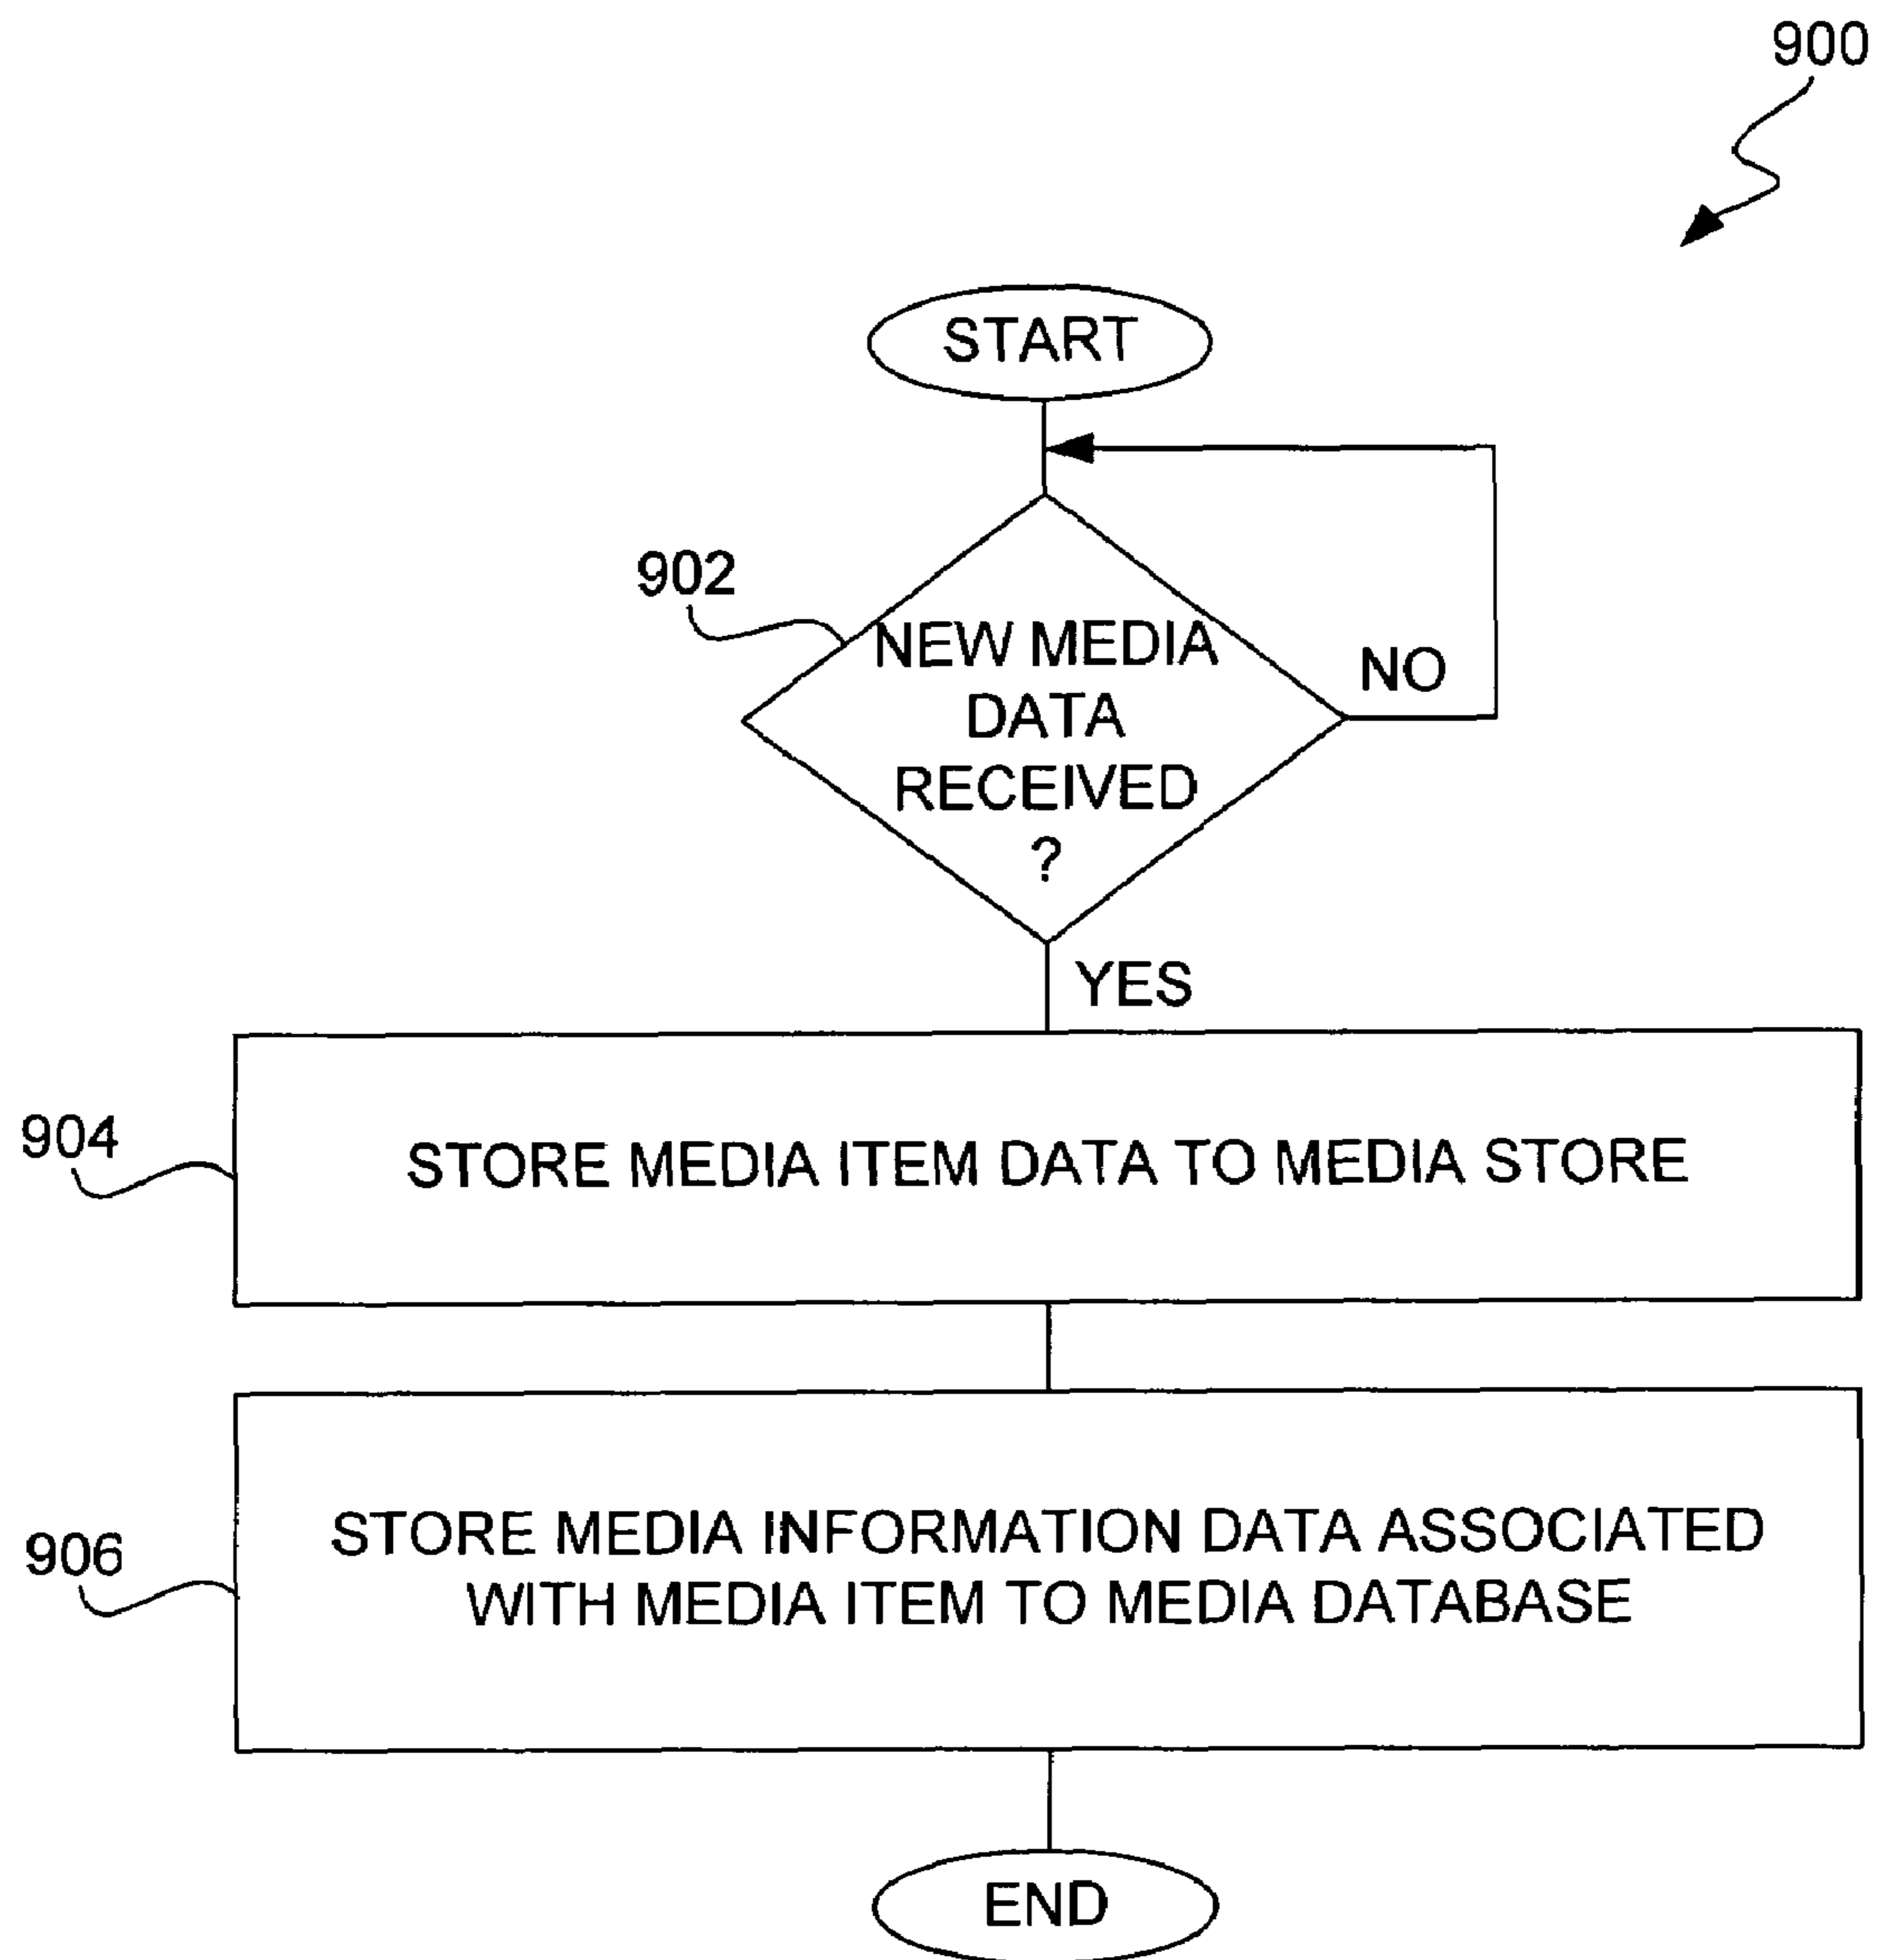 900
START
902
NEW MEDIA
DATA
RECEIVED
?
NO
YES
904
STORE MEDIA ITEM DATA TO MEDIA STORE
906
STORE MEDIA INFORMATION DATA ASSOCIATED
WITH MEDIA ITEM TO MEDIA DATABASE
END